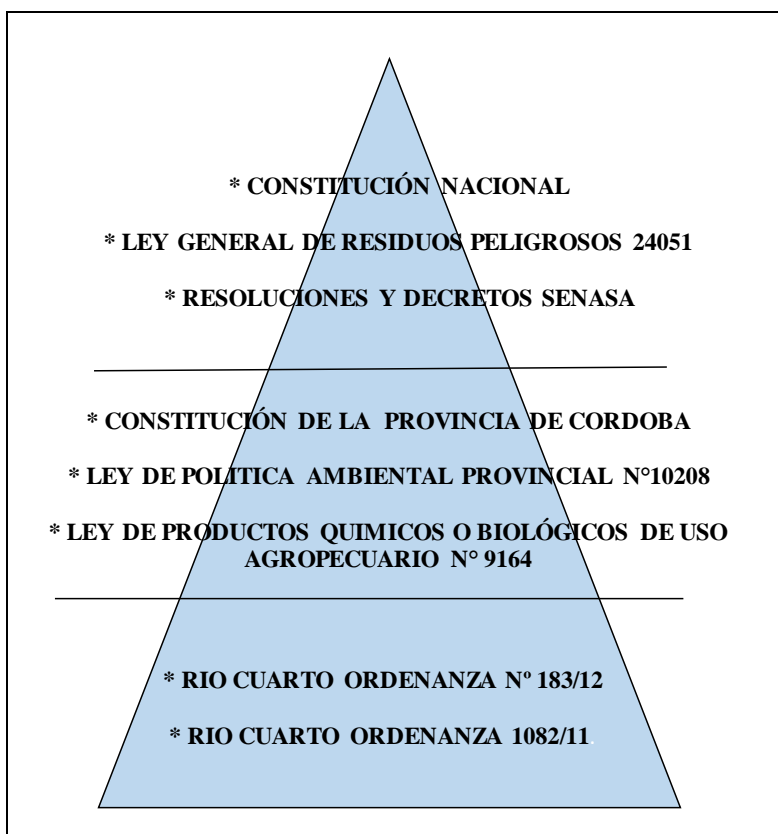 * CONSTITUCIÓN NACIONAL
* LEY GENERAL DE RESIDUOS PELIGROSOS 24051
* RESOLUCIONES Y DECRETOS SENASA
* CONSTITUCIÓN DE LA PROVINCIA DE CORDOBA
* LEY DE POLITICA AMBIENTAL PROVINCIAL N°10208
* LEY DE PRODUCTOS QUIMICOS O BIOLÓGICOS DE USO
AGROPECUARIO N° 9164
* RIO CUARTO ORDENANZA Nº 183/12
* RIO CUARTO ORDENANZA 1082/11.